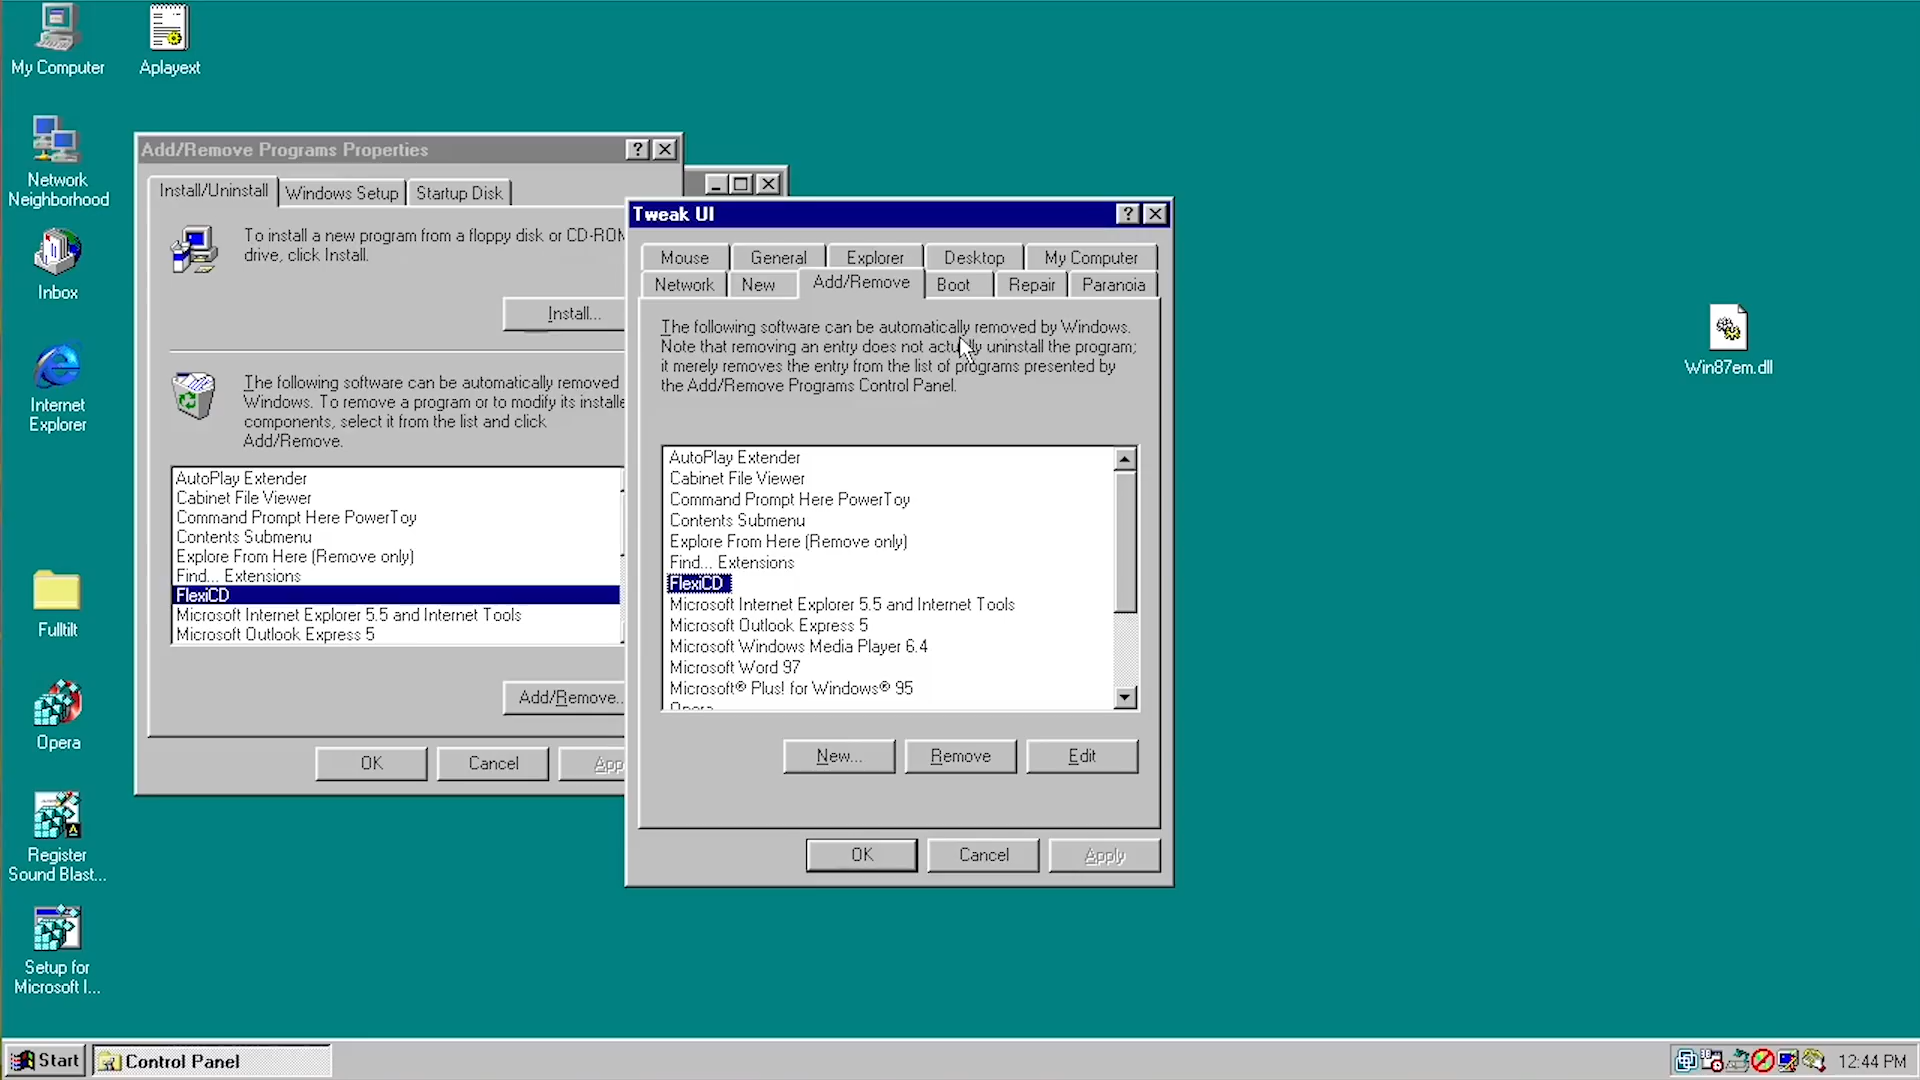 My Computer
Aplayext
Network
Neighborhood
Inbox
Internet
Explorer
Fulltilt
Opera
Register
Sound Blast...
Setup for
Microsoft I...
Win87em.dll
Add/Remove Programs Properties
Install/Uninstall
Windows Setup
Startup Disk
To install a new program from a floppy disk or CD-ROM
drive, click Install.
Install...
The following software can be automatically removed
Windows. To remove a program or to modify its installe
components, select it from the list and click
Add/Remove.
AutoPlay Extender
Cabinet File Viewer
Command Prompt Here PowerToy
Contents Submenu
Explore From Here (Remove only)
Find... Extensions
FlexiCD
Microsoft Internet Explorer 5.5 and Internet Tools
Microsoft Outlook Express 5
Add/Remove..
OK
Cancel
App
Tweak UI
Mouse
General
Explorer
Desktop
My Computer
Network
New
Add/Remove
Boot
Repair
Paranoia
The following software can be automatically removed by Windows.
Note that removing an entry does not actually uninstall the program;
it merely removes the entry from the list of programs presented by
the Add/Remove Programs Control Panel.
AutoPlay Extender
Cabinet File Viewer
Command Prompt Here PowerToy
Contents Submenu
Explore From Here (Remove only)
Find... Extensions
FlexiCD
Microsoft Internet Explorer 5.5 and Internet Tools
Microsoft Outlook Express 5
Microsoft Windows Media Player 6.4
Microsoft Word 97
Microsoft® Plus! for Windows® 95
Opera
New...
Remove
Edit
OK
Cancel
Apply
Start
Control Panel
12:44 PM